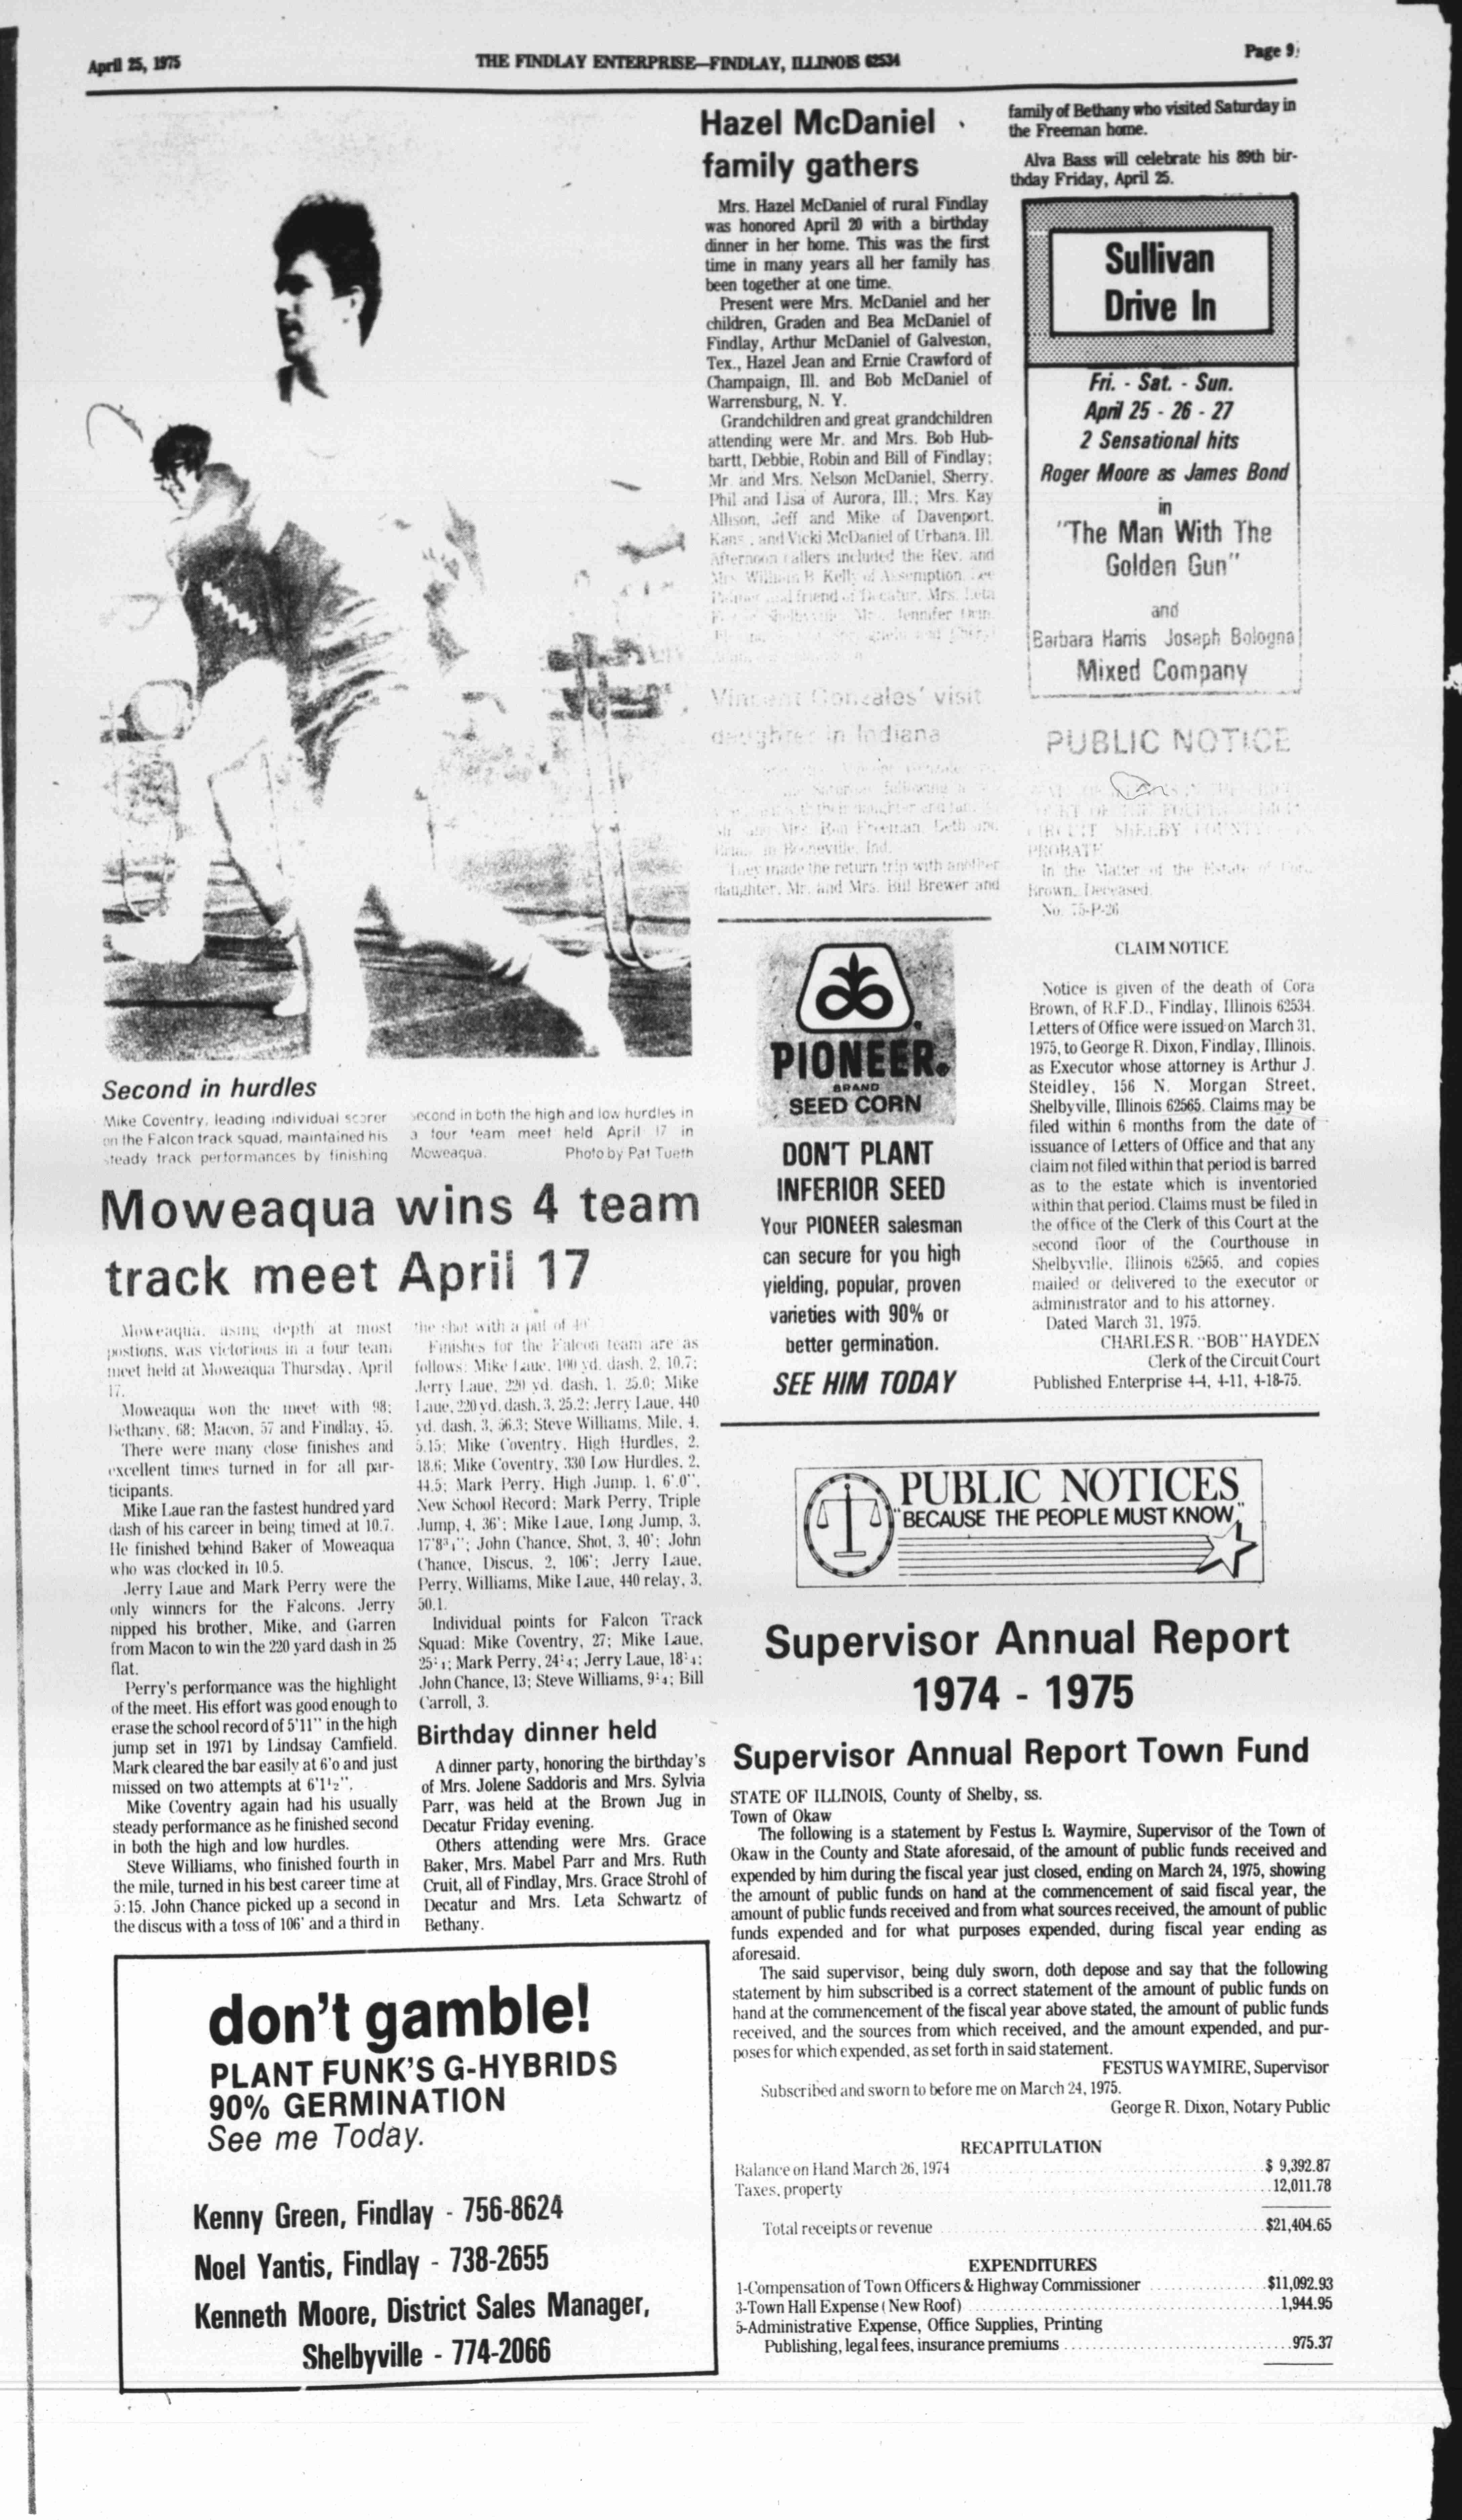 April 25, 1975
THE FINDLAY ENTERPRISE—FINDLAY, ILLINOIS 62534
Page 9
Second in hurdles
Mike Coventry, leading individual scorer
on the Falcon track squad, maintained his
steady track performances by finishing
second in both the high and low hurdles in
a four team meet held April 17 in
Moweaqua. Photo by Pat Tueth
Moweaqua wins 4 team
track meet April 17
Moweaqua, using depth at most
postions, was victorious in a four team
meet held at Moweaqua Thursday, April
17.
Moweaqua won the meet with 98;
Bethany, 68; Macon, 57 and Findlay, 45.
There were many close finishes and
excellent times turned in for all par-
ticipants.
Mike Laue ran the fastest hundred yard
dash of his career in being timed at 10.7.
He finished behind Baker of Moweaqua
who was clocked in 10.5.
Jerry Laue and Mark Perry were the
only winners for the Falcons. Jerry
nipped his brother, Mike, and Garren
from Macon to win the 220 yard dash in 25
flat.
Perry's performance was the highlight
of the meet. His effort was good enough to
erase the school record of 5'11" in the high
jump set in 1971 by Lindsay Camfield.
Mark cleared the bar easily at 6'o and just
missed on two attempts at 6'1½".
Mike Coventry again had his usually
steady performance as he finished second
in both the high and low hurdles.
Steve Williams, who finished fourth in
the mile, turned in his best career time at
5:15. John Chance picked up a second in
the discus with a toss of 106' and a third in
the shot with a put of 40'.
Finishes for the Falcon team are as
follows: Mike Laue, 100 yd. dash, 2, 10.7;
Jerry Laue, 220 yd. dash, 1, 25.0; Mike
Laue, 220 yd. dash, 3, 25.2; Jerry Laue, 440
yd. dash, 3, 56.3; Steve Williams, Mile, 4,
5.15; Mike Coventry, High Hurdles, 2,
18.6; Mike Coventry, 330 Low Hurdles, 2,
44.5; Mark Perry, High Jump, 1, 6'.0",
New School Record; Mark Perry, Triple
Jump, 4, 36'; Mike Laue, Long Jump, 3,
17'8¾"; John Chance, Shot, 3, 40'; John
Chance, Discus, 2, 106'; Jerry Laue,
Perry, Williams, Mike Laue, 440 relay, 3,
50.1.
Individual points for Falcon Track
Squad: Mike Coventry, 27; Mike Laue,
Mark Perry, 24¼; Jerry Laue,
John Chance, 13; Steve Williams, Bill
Carroll, 3.
Birthday dinner held
A dinner party, honoring the birthday's
of Mrs. Jolene Saddoris and Mrs. Sylvia
Parr, was held at the Brown Jug in
Decatur Friday evening.
Others attending were Mrs. Grace
Baker, Mrs. Mabel Parr and Mrs. Ruth
Cruit, all of Findlay, Mrs. Grace Strohl of
Decatur and Mrs. Leta Schwartz of
Bethany.
don't gamble!
PLANT FUNK'S G-HYBRIDS
90% GERMINATION
See me Today.
Kenny Green, Findlay - 756-8624
Noel Yantis, Findlay - 738-2655
Kenneth Moore, District Sales Manager,
Shelbyville - 774-2066
Hazel McDaniel
family gathers
Mrs. Hazel McDaniel of rural Findlay
was honored April 20 with a birthday
dinner in her home. This was the first
time in many years all her family has
been together at one time.
Present were Mrs. McDaniel and her
children, Graden and Bea McDaniel of
Findlay, Arthur McDaniel of Galveston,
Tex., Hazel Jean and Ernie Crawford of
Champaign, Ill. and Bob McDaniel of
Warrensburg, N. Y.
Grandchildren and great grandchildren
attending were Mr. and Mrs. Bob Hub-
bartt, Debbie, Robin and Bill of Findlay;
Mr. and Mrs. Nelson McDaniel, Sherry,
Phil and Lisa of Aurora, Ill.; Mrs. Kay
Allison, Jeff and Mike of Davenport,
Kans., and Vicki McDaniel of Urbana, Ill.
Afternoon callers included the Rev. and
Mrs. William B. Kelly of Assumption,
and friend of Decatur, Mrs. Leta
Jennifer
and Cheryl
Vincent Gonzales' visit
daughter in Indiana
following
with their daughter and
Mrs. Ron Freeman, Beth and
in Booneville, Ind.
They made the return trip with another
daughter, Mr. and Mrs. Bill Brewer and
family of Bethany who visited Saturday in
the Freeman home.
Alva Bass will celebrate his 89th bir-
thday Friday, April 25.
PIONEER
BRAND
SEED CORN
DON'T PLANT
INFERIOR SEED
Your PIONEER salesman
can secure for you high
yielding, popular, proven
varieties with 90% or
better germination.
SEE HIM TODAY
Sullivan
Drive In
Fri. - Sat. - Sun.
April 25 - 26 - 27
2 Sensational hits
Roger Moore as James Bond
in
"The Man With The
Golden Gun"
and
Barbara Harris Joseph Bologna
Mixed Company
PUBLIC NOTICE
CIRCUIT SHELBY COUNTY
PROBATE
In the Matter of the Estate of Cora
Brown, Deceased.
No. 75-P-26
CLAIM NOTICE
Notice is given of the death of Cora
Brown, of R.F.D., Findlay, Illinois 62534.
Letters of Office were issued on March 31,
1975, to George R. Dixon, Findlay, Illinois,
as Executor whose attorney is Arthur J.
Steidley, 156 N. Morgan Street,
Shelbyville, Illinois 62565. Claims may be
filed within 6 months from the date of
issuance of Letters of Office and that any
claim not filed within that period is barred
as to the estate which is inventoried
within that period. Claims must be filed in
the office of the Clerk of this Court at the
second floor of the Courthouse in
Shelbyville, Illinois 62565, and copies
mailed or delivered to the executor or
administrator and to his attorney.
Dated March 31, 1975.
CHARLES R. "BOB" HAYDEN
Clerk of the Circuit Court
Published Enterprise 4-4, 4-11, 4-18-75.
PUBLIC NOTICES
"BECAUSE THE PEOPLE MUST KNOW"
Supervisor Annual Report
1974 - 1975
Supervisor Annual Report Town Fund
STATE OF ILLINOIS, County of Shelby, ss.
Town of Okaw
The following is a statement by Festus L. Waymire, Supervisor of the Town of
Okaw in the County and State aforesaid, of the amount of public funds received and
expended by him during the fiscal year just closed, ending on March 24, 1975, showing
the amount of public funds on hand at the commencement of said fiscal year, the
amount of public funds received and from what sources received, the amount of public
funds expended and for what purposes expended, during fiscal year ending as
aforesaid.
The said supervisor, being duly sworn, doth depose and say that the following
statement by him subscribed is a correct statement of the amount of public funds on
hand at the commencement of the fiscal year above stated, the amount of public funds
received, and the sources from which received, and the amount expended, and pur-
poses for which expended, as set forth in said statement.
FESTUS WAYMIRE, Supervisor
Subscribed and sworn to before me on March 24, 1975.
George R. Dixon, Notary Public
RECAPITULATION
Balance on Hand March 26, 1974 $ 9,392.87
Taxes, property 12,011.78
Total receipts or revenue $21,404.65
EXPENDITURES
1-Compensation of Town Officers & Highway Commissioner $11,092.93
3-Town Hall Expense (New Roof) 1,944.95
5-Administrative Expense, Office Supplies, Printing
Publishing, legal fees, insurance premiums 975.37